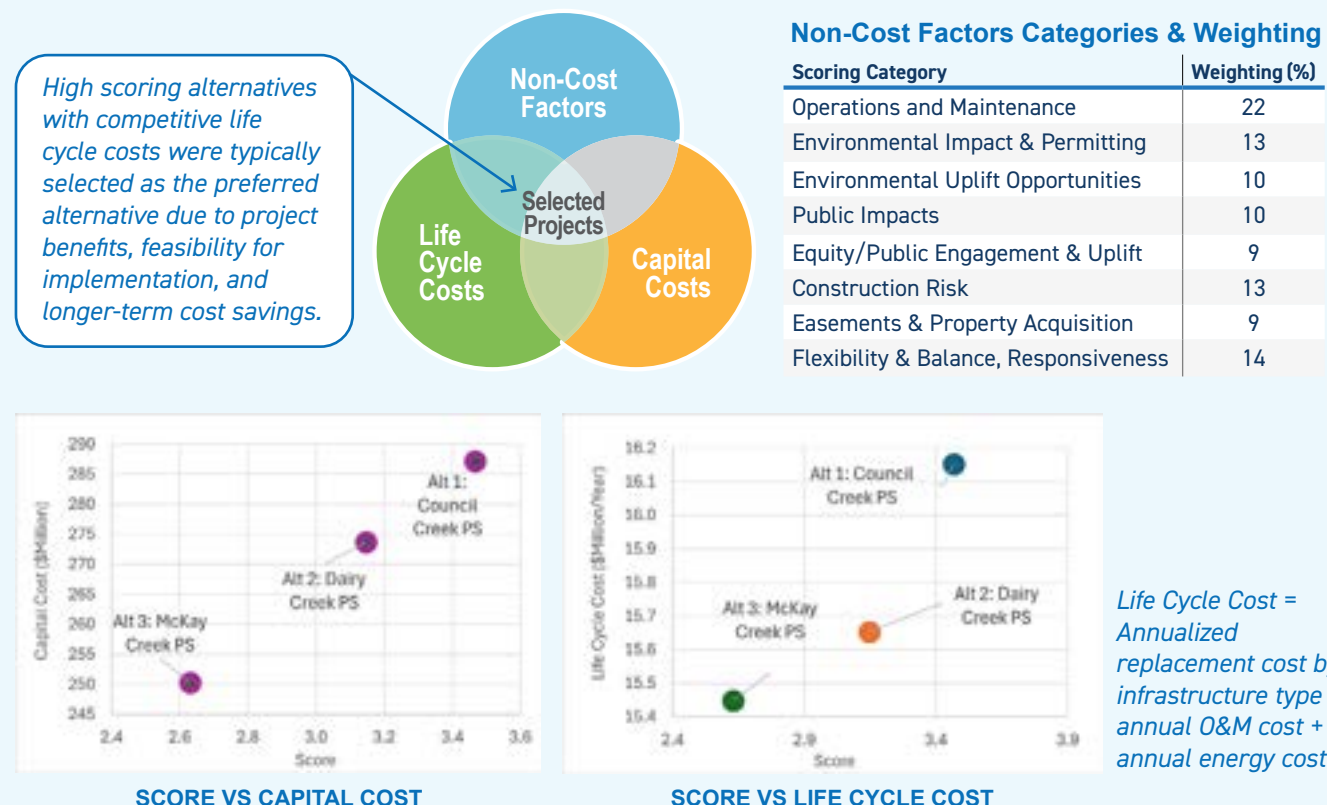 High scoring alternatives
with competitive life
cycle costs were typically
selected as the preferred
alternative due to project
benefits, feasibility for
implementation, and
longer-term cost savings.
Non-Cost
Factors
Selected
Projects
Life
Cycle
Costs
Capital
Costs
Non-Cost Factors Categories & Weighting
Scoring Category Weighting (%)
Operations and Maintenance 22
Environmental Impact & Permitting 13
Environmental Uplift Opportunities 10
Public Impacts 10
Equity/Public Engagement & Uplift 9
Construction Risk 13
Easements & Property Acquisition 9
Flexibility & Balance, Responsiveness 14
Capital Cost ($Million)
290
285
280
275
270
265
260
255
250
245
Alt 1:
Council
Creek PS
Alt 2: Dairy
Creek PS
Alt 3: McKay
Creek PS
2.4 2.6 2.8 3.0 3.2 3.4 3.6
Score
SCORE VS CAPITAL COST
Life Cycle Cost ($Million/Year)
16.2
16.1
16.0
15.9
15.8
15.7
15.6
15.5
15.4
Alt 1: Council
Creek PS
Alt 2: Dairy
Creek PS
Alt 3: McKay
Creek PS
2.4 2.9 3.4 3.9
Score
SCORE VS LIFE CYCLE COST
Life Cycle Cost =
Annualized
replacement cost
infrastructure type
annual O&M cost +
annual energy cost